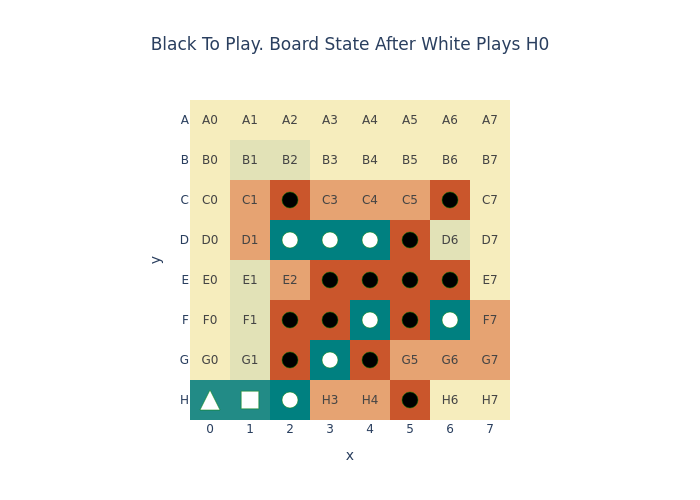 Black To Play. Board State After White Plays H0
A A0 A1 A2 A3 A4 A5 A6 A7
B B0 B1 B2 B3 B4 B5 B6 B7
C C0 C1 C3 C4 C5 C7
D D0 D1 D6 D7
y
E E0 E1 E2 E7
F F0 F1 F7
G G0 G1 G5 G6 G7
H H3 H4 H6 H7
0 1 2 3 4 5 6 7
x